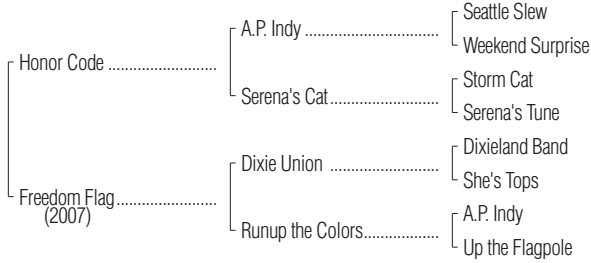 Seattle Slew
A.P. Indy ..........................
Weekend Surprise
Honor Code .........................
Storm Cat
Serena's Cat..........................
Serena's Tune
Dixieland Band
Dixie Union ..........................
She's Tops
Freedom Flag........................
(2007)
A.P. Indy
Runup the Colors..................
Up the Flagpole